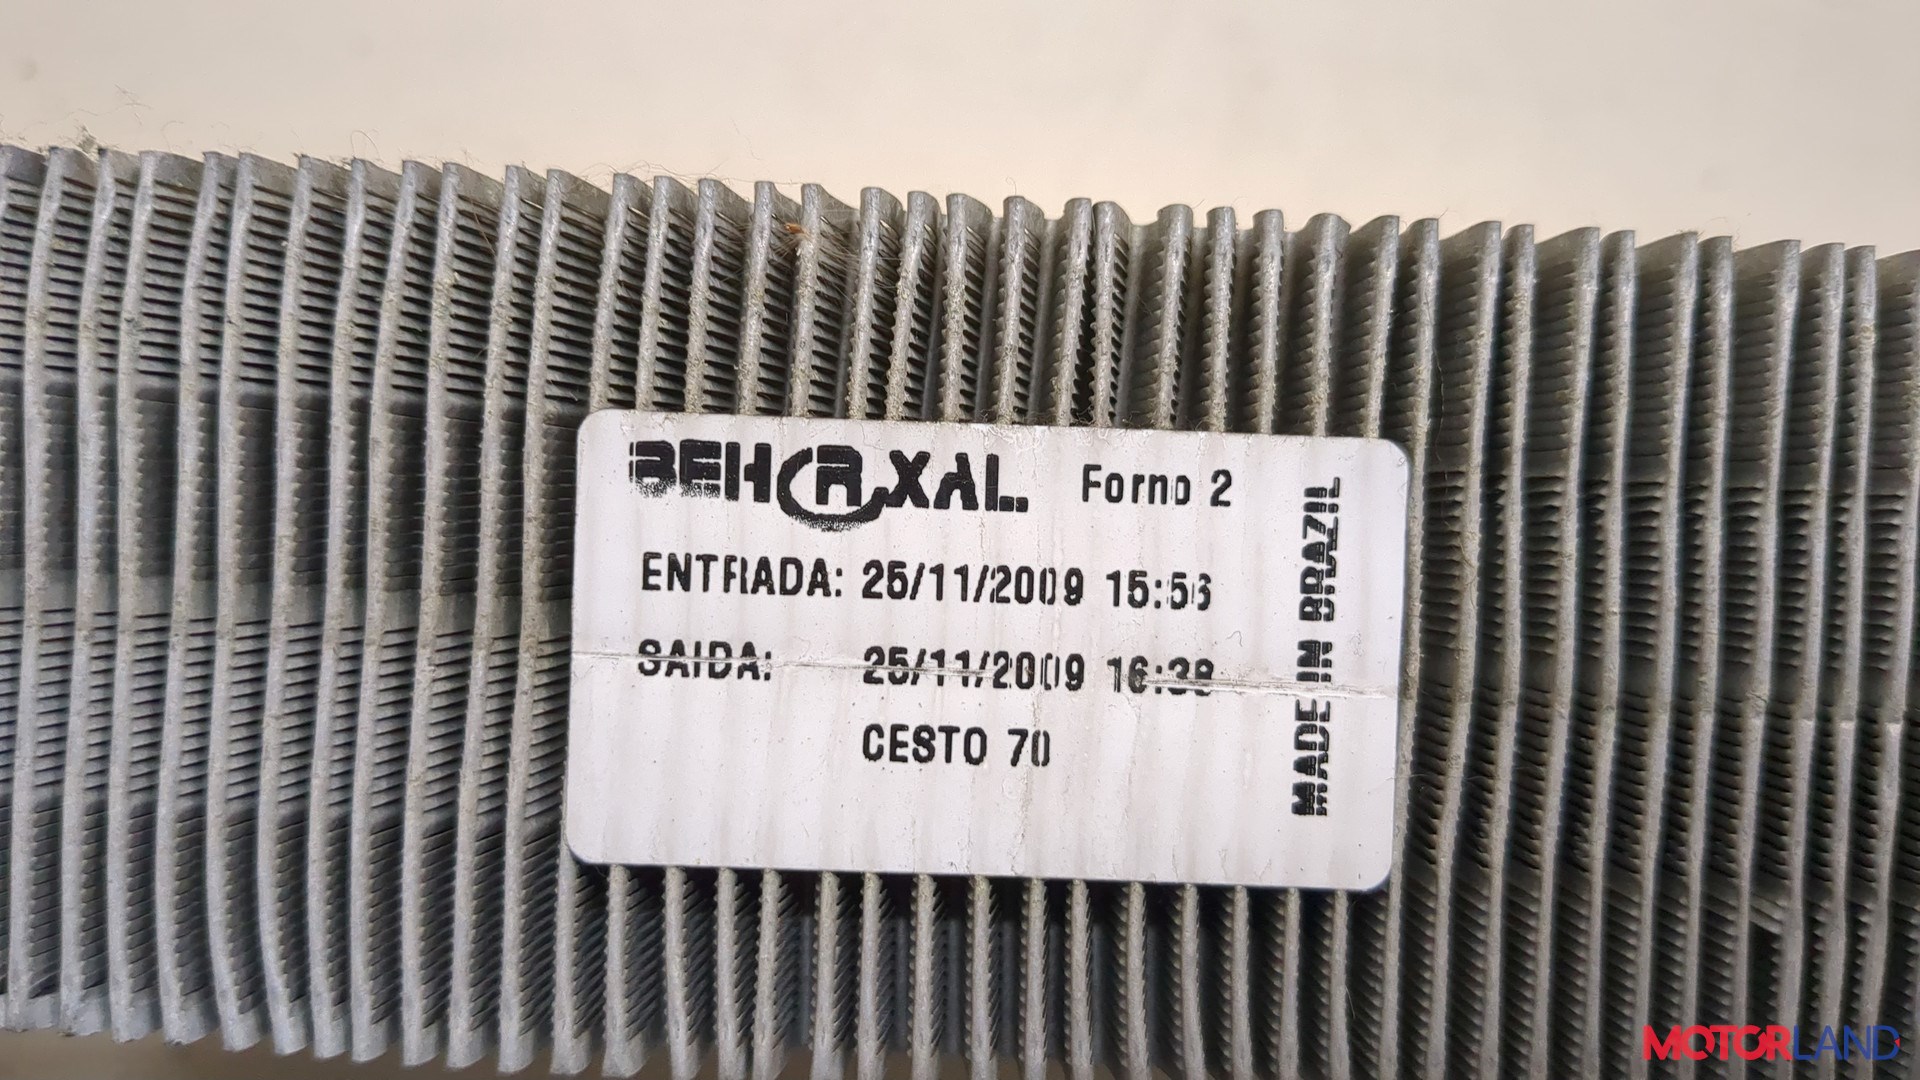 BEHR XAL Forno 2
ENTRADA: 25/11/2009 15:56
SAIDA: 25/11/2009 16:38
CESTO 70
MADE IN BRAZIL
MOTORLAND